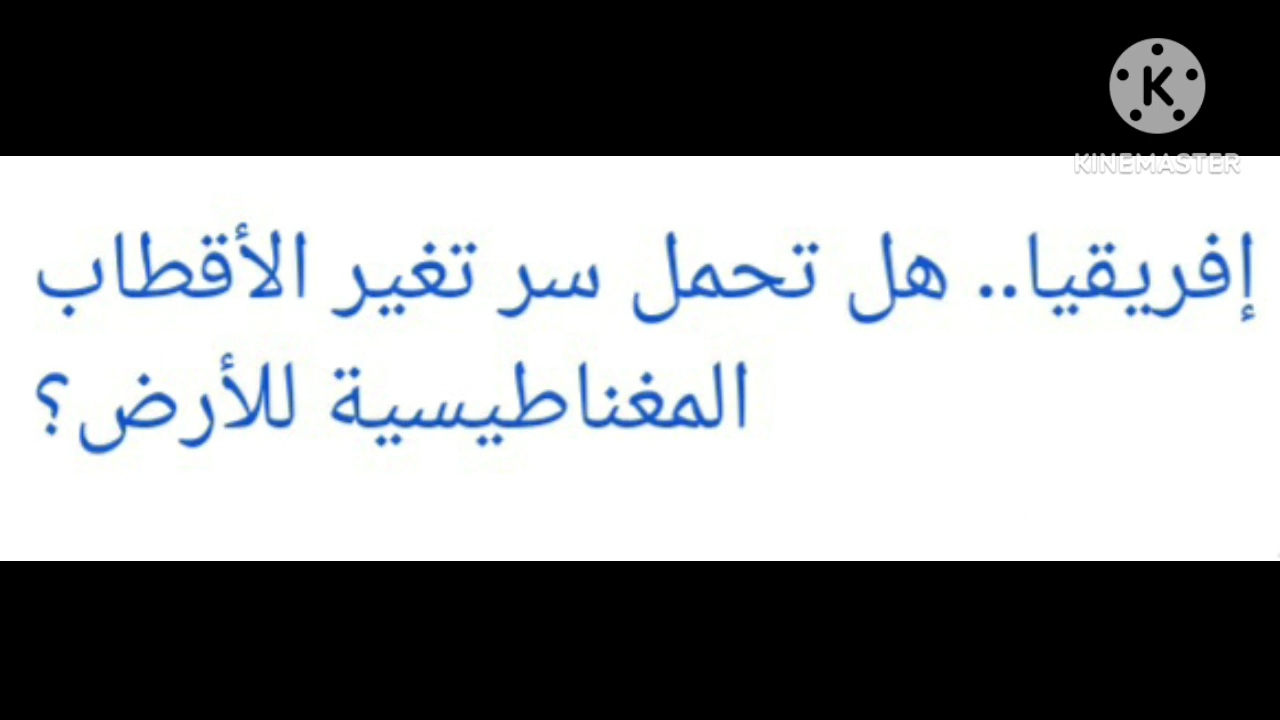 K
KINEMASTER
إفريقيا.. هل تحمل سر تغير الأقطاب
المغناطيسية للأرض؟